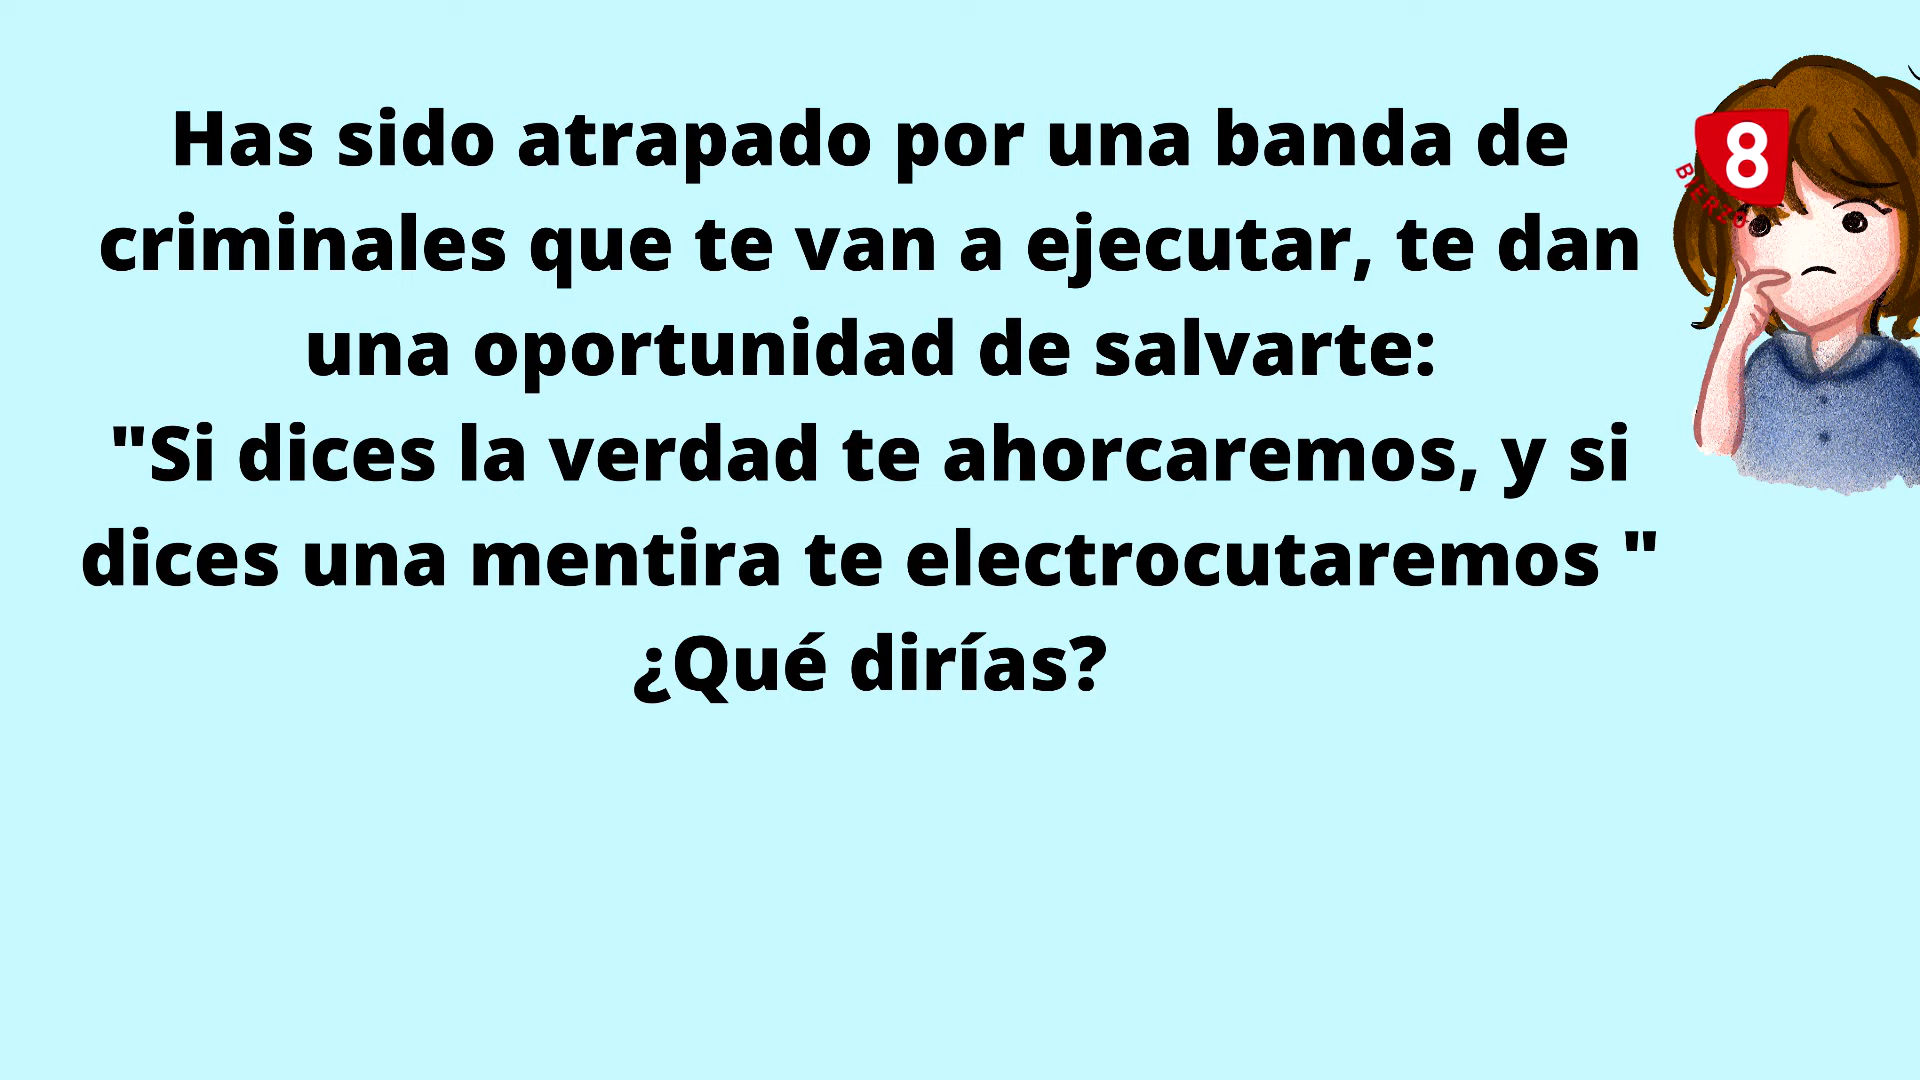 Has sido atrapado por una banda de
criminales que te van a ejecutar, te dan
una oportunidad de salvarte:
"Si dices la verdad te ahorcaremos, y si
dices una mentira te electrocutaremos "
¿Qué dirías?
8
BIERZO